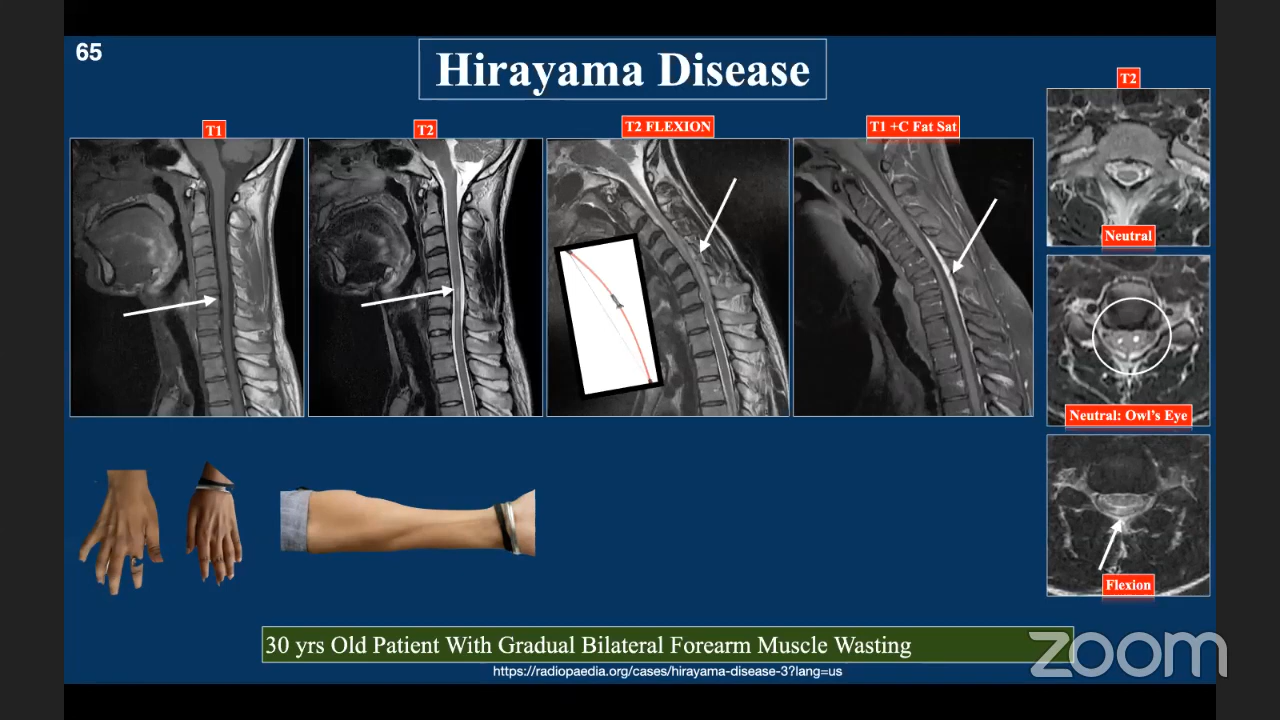 65
Hirayama Disease
T1
T2
T2 FLEXION
T1 +C Fat Sat
T2
Neutral
Neutral: Owl's Eye
Flexion
30 yrs Old Patient With Gradual Bilateral Forearm Muscle Wasting
https://radiopaedia.org/cases/hirayama-disease-3?lang=us
zoom